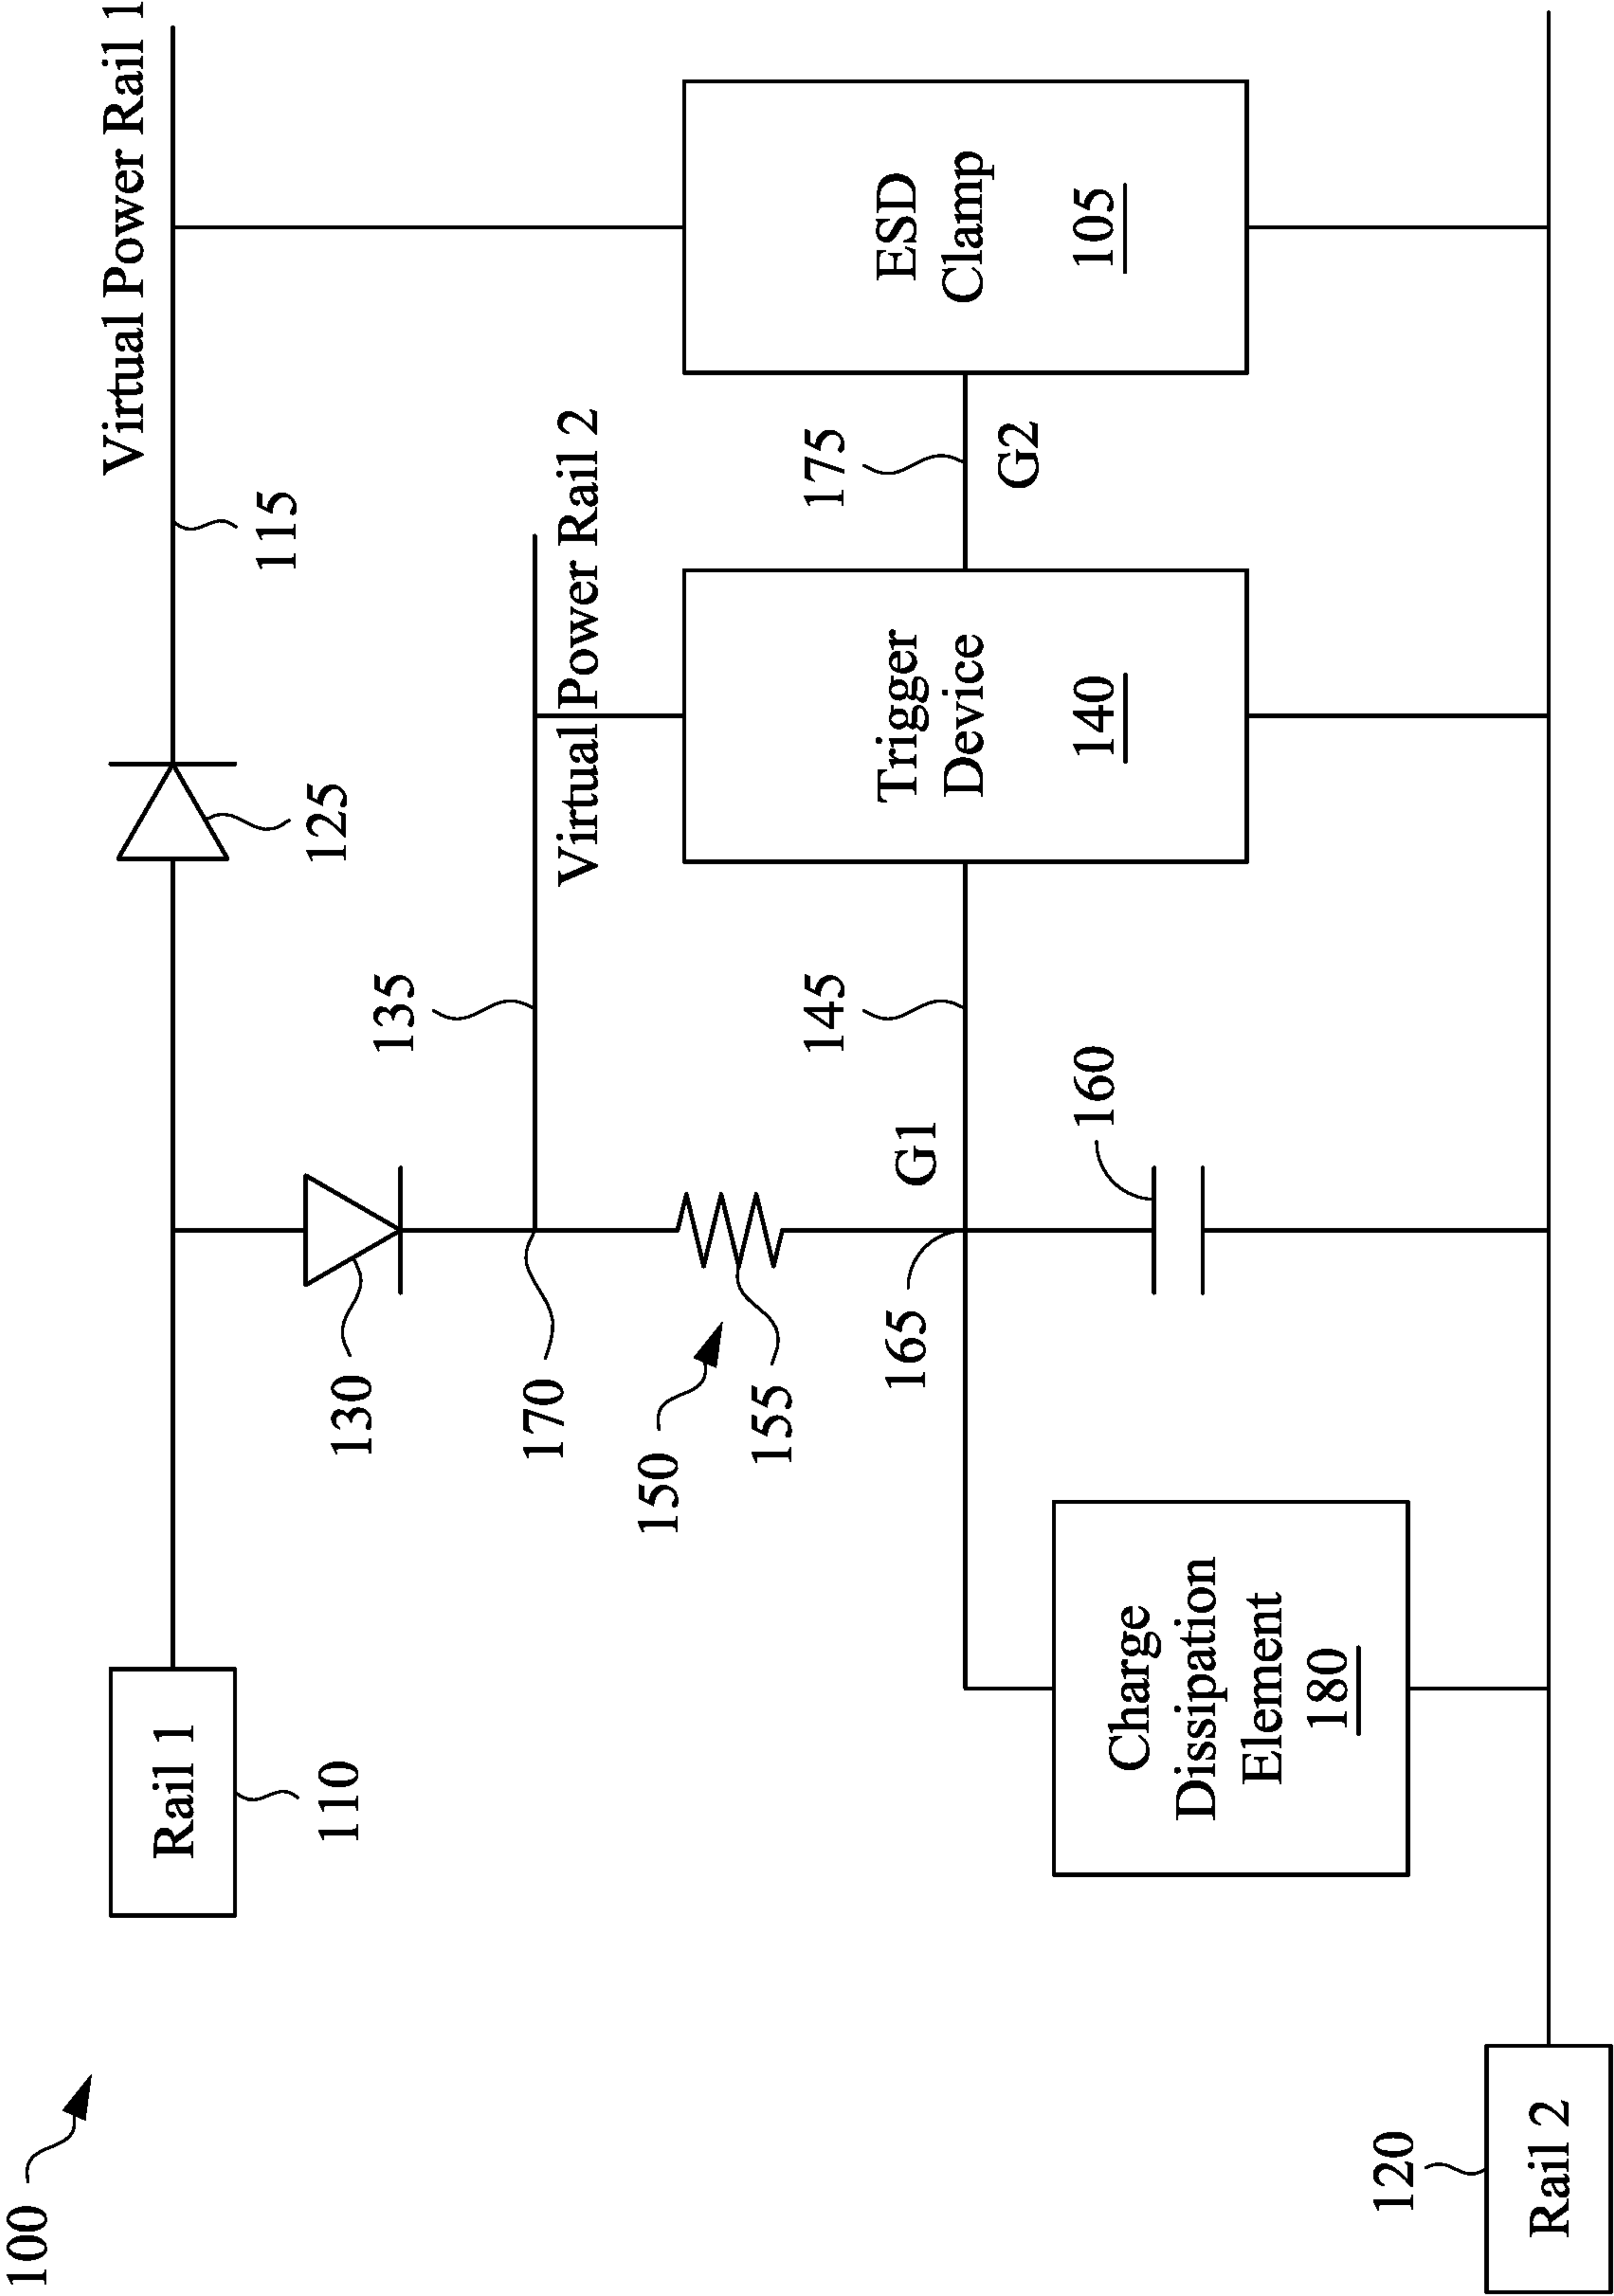 100
Rail 1
110
125
115
Virtual Power Rail 1
130
170
135
Virtual Power Rail 2
150
155
165
G1
145
160
Trigger
Device
140
175
G2
ESD
Clamp
105
Charge
Dissipation
Element
180
120
Rail 2